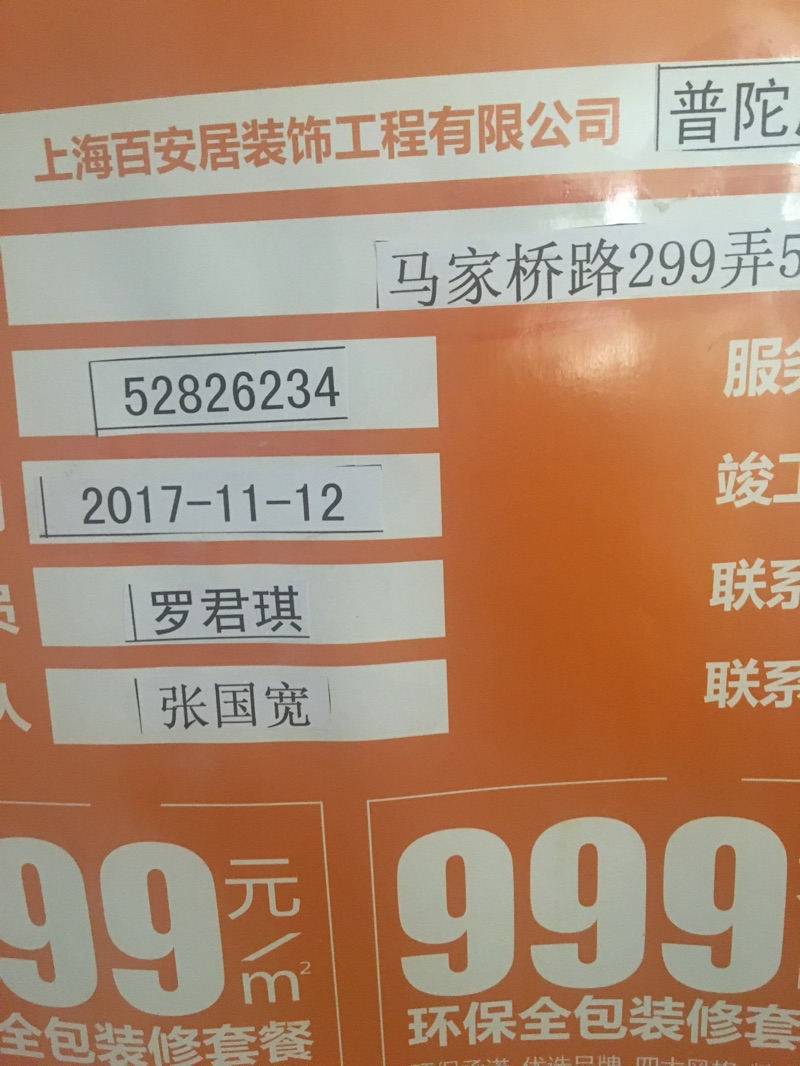 上海百安居装饰工程有限公司 普陀
马家桥路299弄5
52826234 服务
2017-11-12 竣工
员 罗君琪 联系
人 张国宽 联系
99元/m² 999
全包装修套餐 环保全包装修套